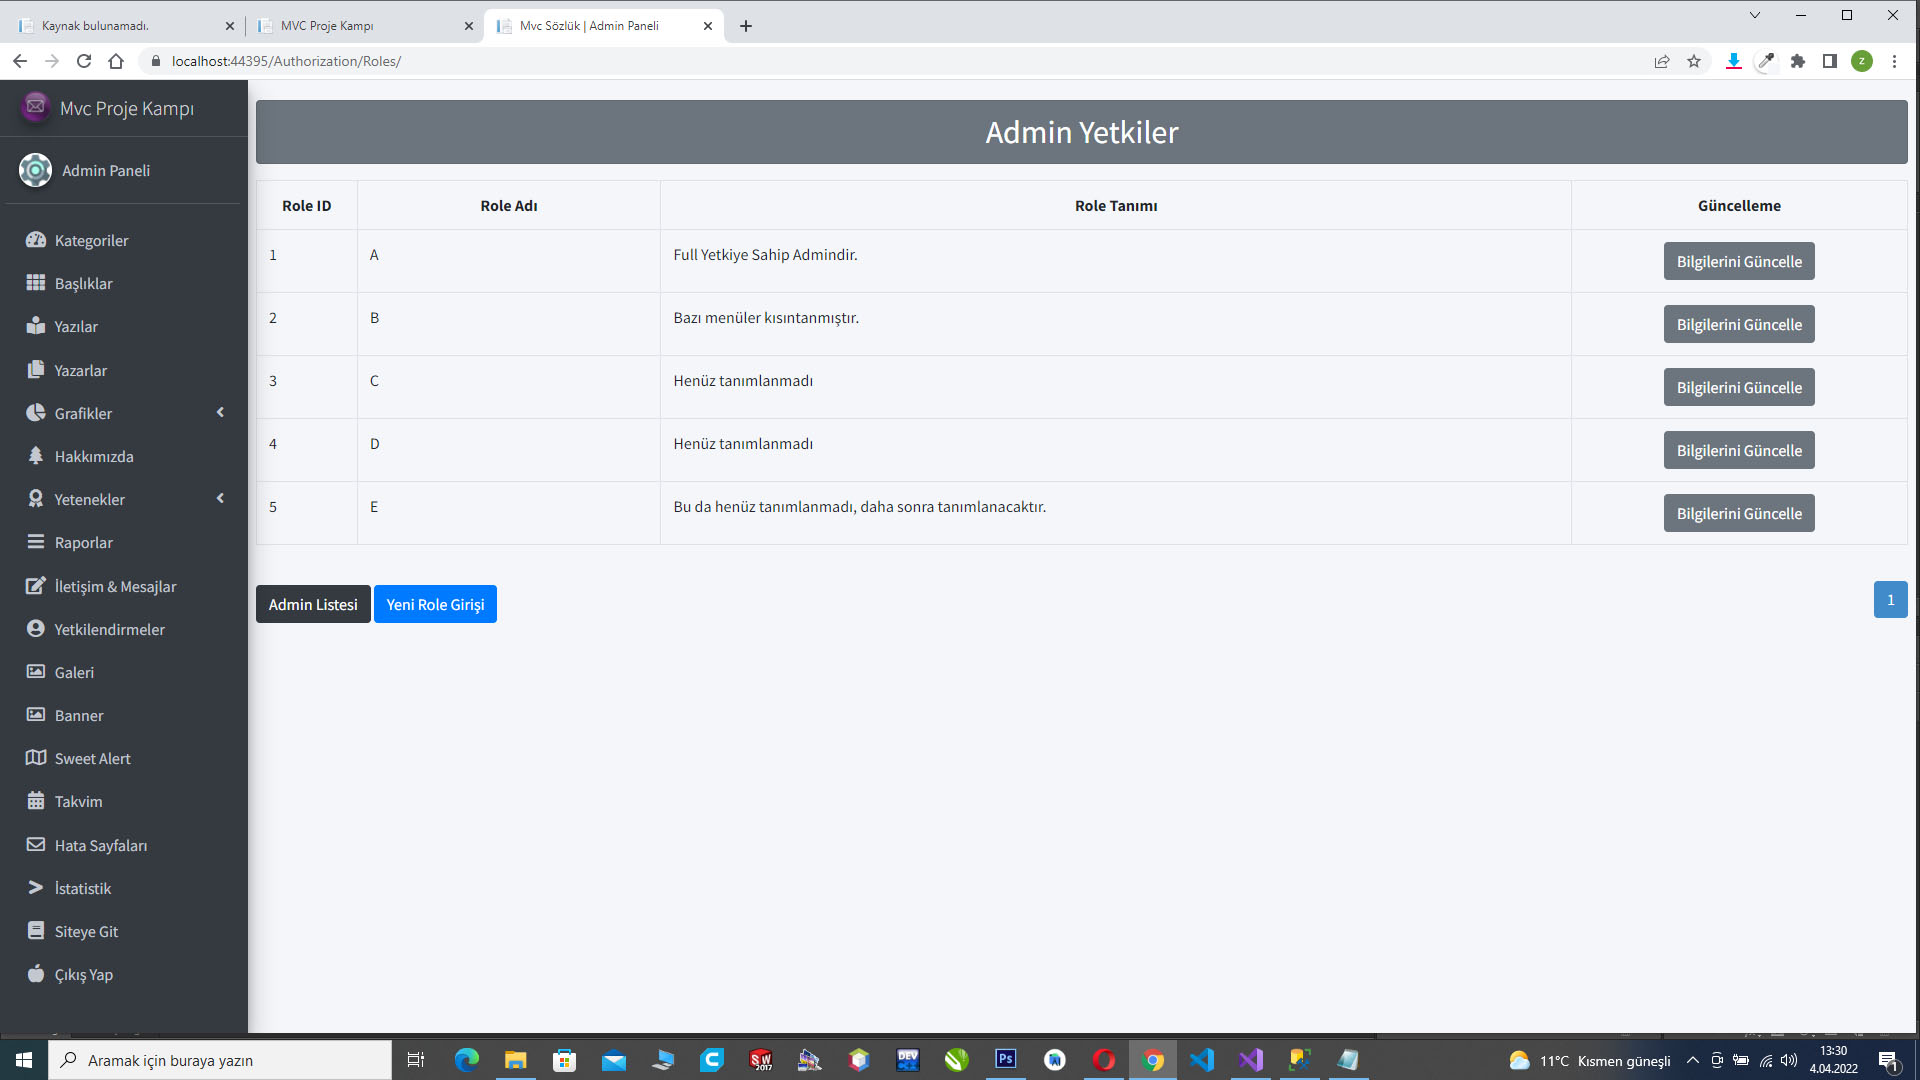 Kaynak bulunamadı.
MVC Proje Kampı
Mvc Sözlük | Admin Paneli
localhost:44395/Authorization/Roles/
z
Mvc Proje Kampı
Admin Paneli
Kategoriler
Başlıklar
Yazılar
Yazarlar
Grafikler
Hakkımızda
Yetenekler
Raporlar
İletişim & Mesajlar
Yetkilendirmeler
Galeri
Banner
Sweet Alert
Takvim
Hata Sayfaları
İstatistik
Siteye Git
Çıkış Yap
Admin Yetkiler
Role ID Role Adı Role Tanımı Güncelleme
1 A Full Yetkiye Sahip Admindir. Bilgilerini Güncelle
2 B Bazı menüler kısıntanmıştır. Bilgilerini Güncelle
3 C Henüz tanımlanmadı Bilgilerini Güncelle
4 D Henüz tanımlanmadı Bilgilerini Güncelle
5 E Bu da henüz tanımlanmadı, daha sonra tanımlanacaktır. Bilgilerini Güncelle
Admin Listesi Yeni Role Girişi 1
Aramak için buraya yazın
SW
2017
DEV
Ps
11°C Kısmen güneşli
13:30
4.04.2022
1